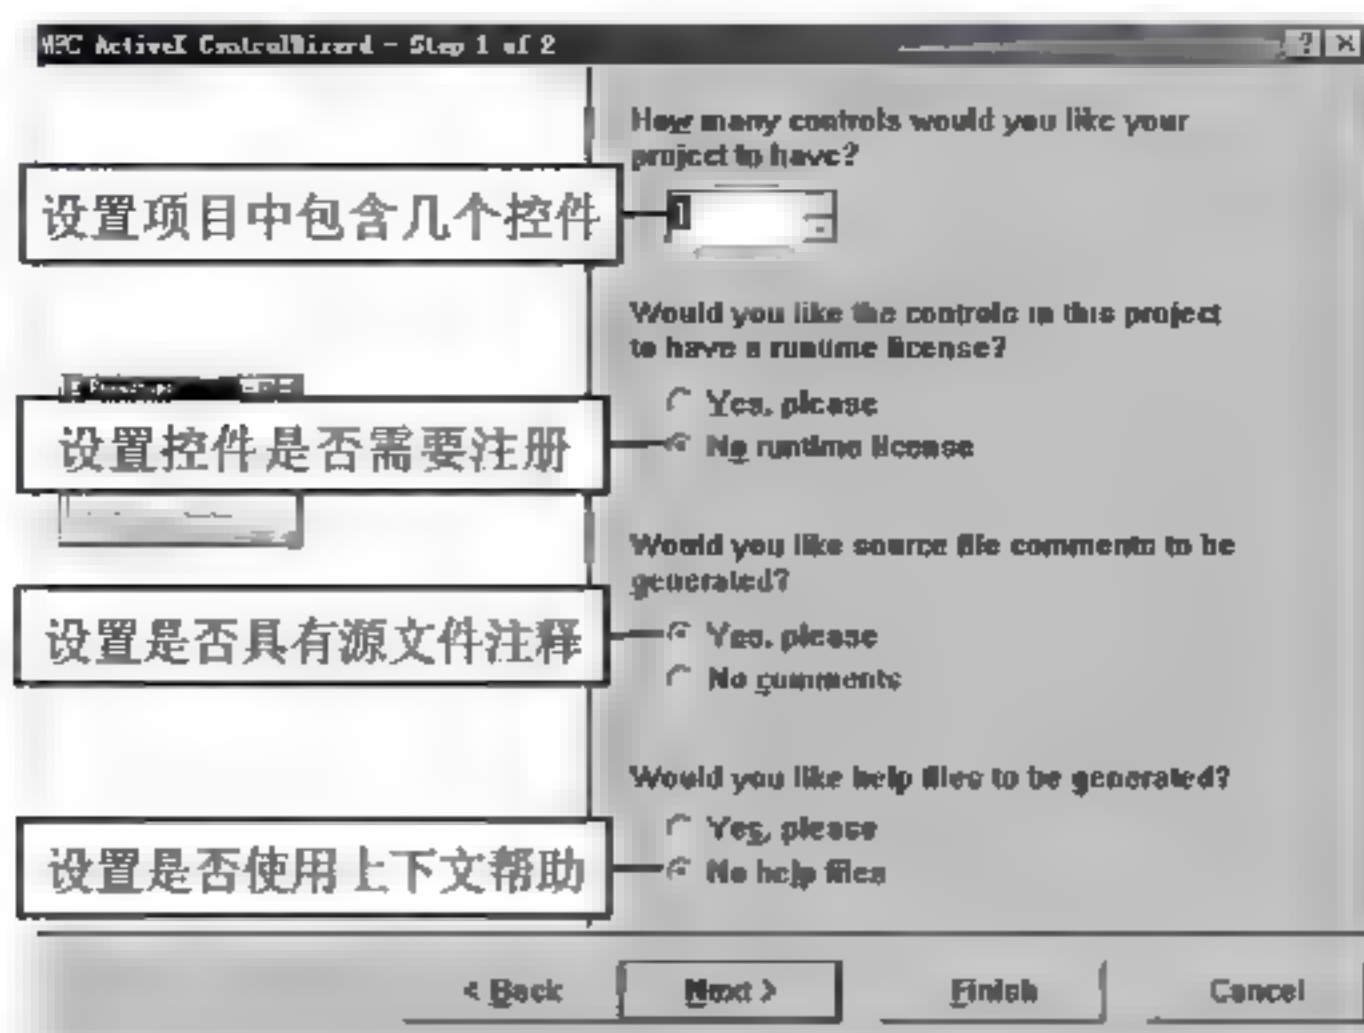 MFC ActiveX ControlWizard - Step 1 of 2
How many controls would you like your
project to have?
设置项目中包含几个控件
1
Would you like the controls in this project
to have a runtime license?
Yes, please
设置控件是否需要注册
No runtime license
Would you like source file comments to be
generated?
设置是否具有源文件注释
Yes, please
No comments
Would you like help files to be generated?
Yes, please
设置是否使用上下文帮助
No help files
< Back
Next >
Finish
Cancel